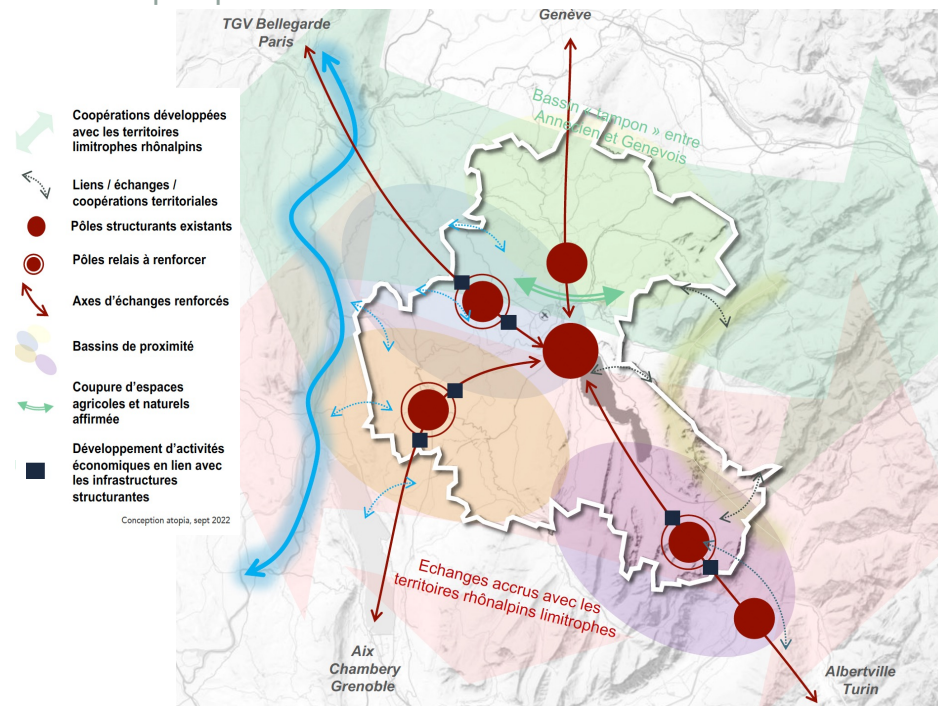 TGV Bellegarde
Paris
Genève
Bassin « tampon » entre
Annecien et Genevois
Coopérations développées
avec les territoires
limitrophes rhônalpins
Liens / échanges /
coopérations territoriales
Pôles structurants existants
Pôles relais à renforcer
Axes d'échanges renforcés
Bassins de proximité
Coupure d'espaces
agricoles et naturels
affirmée
Développement d'activités
économiques en lien avec
les infrastructures
structurantes
Conception atopia, sept 2022
Echanges accrus avec les
territoires rhônalpins limitrophes
Aix
Chambery
Grenoble
Albertville
Turin